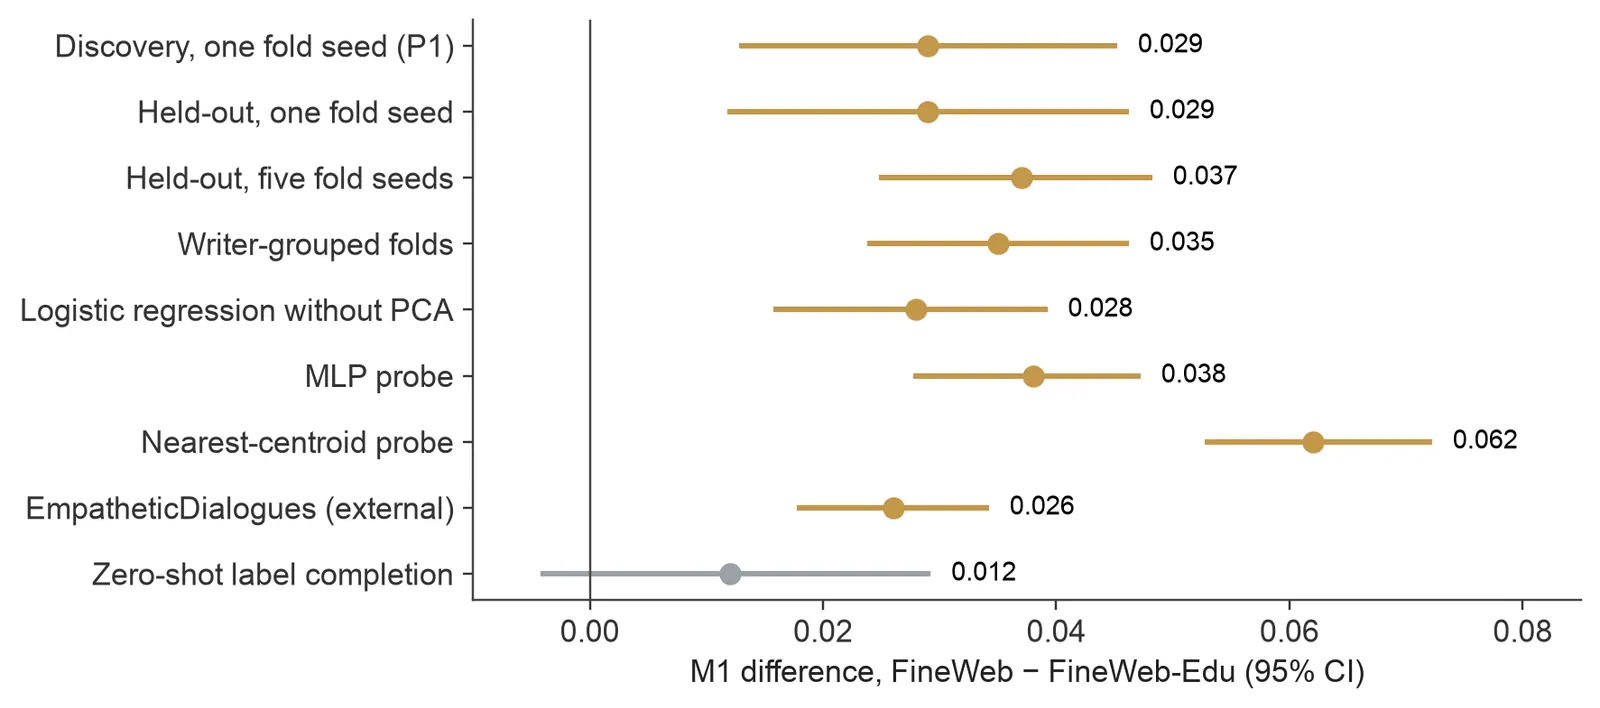 Discovery, one fold seed (P1) 0.029
Held-out, one fold seed 0.029
Held-out, five fold seeds 0.037
Writer-grouped folds 0.035
Logistic regression without PCA 0.028
MLP probe 0.038
Nearest-centroid probe 0.062
EmpatheticDialogues (external) 0.026
Zero-shot label completion 0.012
0.00 0.02 0.04 0.06 0.08
M1 difference, FineWeb − FineWeb-Edu (95% CI)